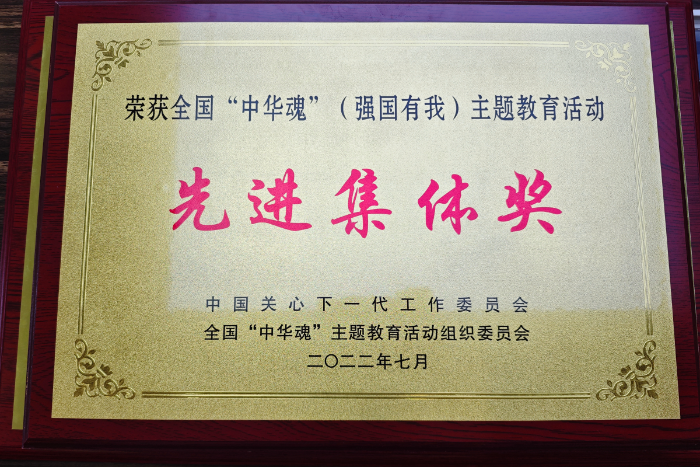 荣获全国“中华魂”（强国有我）主题教育活动
先进集体奖
中国关心下一代工作委员会
全国“中华魂”主题教育活动组织委员会
二〇二二年七月